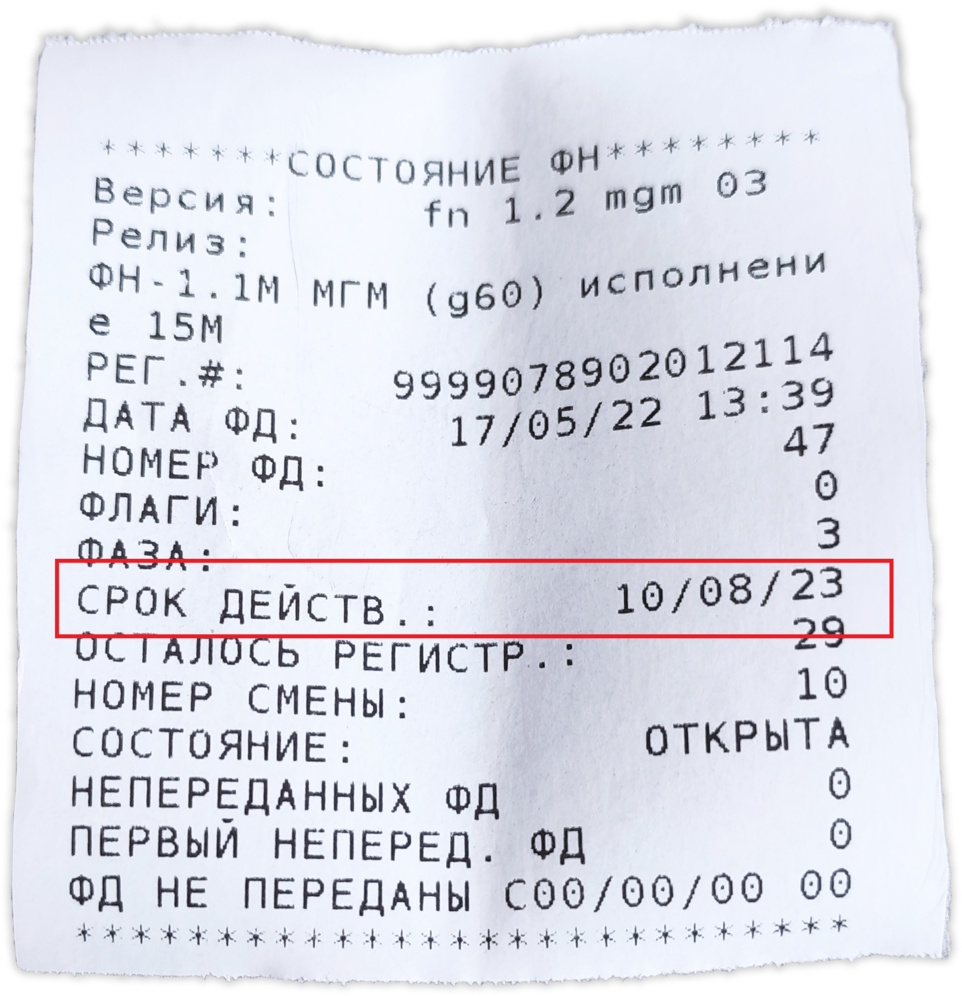 *******СОСТОЯНИЕ ФН********
Версия: fn 1.2 mgm 03
Релиз:
ФН-1.1М МГМ (g60) исполнени
е 15М
РЕГ.#: 9999078902012114
ДАТА ФД: 17/05/22 13:39
НОМЕР ФД: 47
ФЛАГИ: 0
ФАЗА: 3
СРОК ДЕЙСТВ.: 10/08/23
ОСТАЛОСЬ РЕГИСТР.: 29
НОМЕР СМЕНЫ: 10
СОСТОЯНИЕ: ОТКРЫТА
НЕПЕРЕДАННЫХ ФД 0
ПЕРВЫЙ НЕПЕРЕД. ФД 0
ФД НЕ ПЕРЕДАНЫ С00/00/00 00
***************************